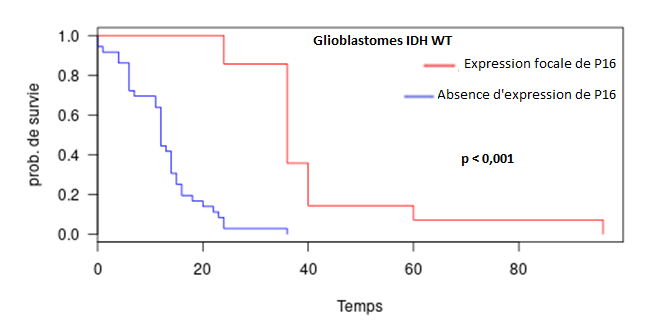 Glioblastomes IDH WT
Expression focale de P16
Absence d'expression de P16
p < 0,001
prob. de survie
1.0
0.8
0.6
0.4
0.2
0.0
0 20 40 60 80
Temps